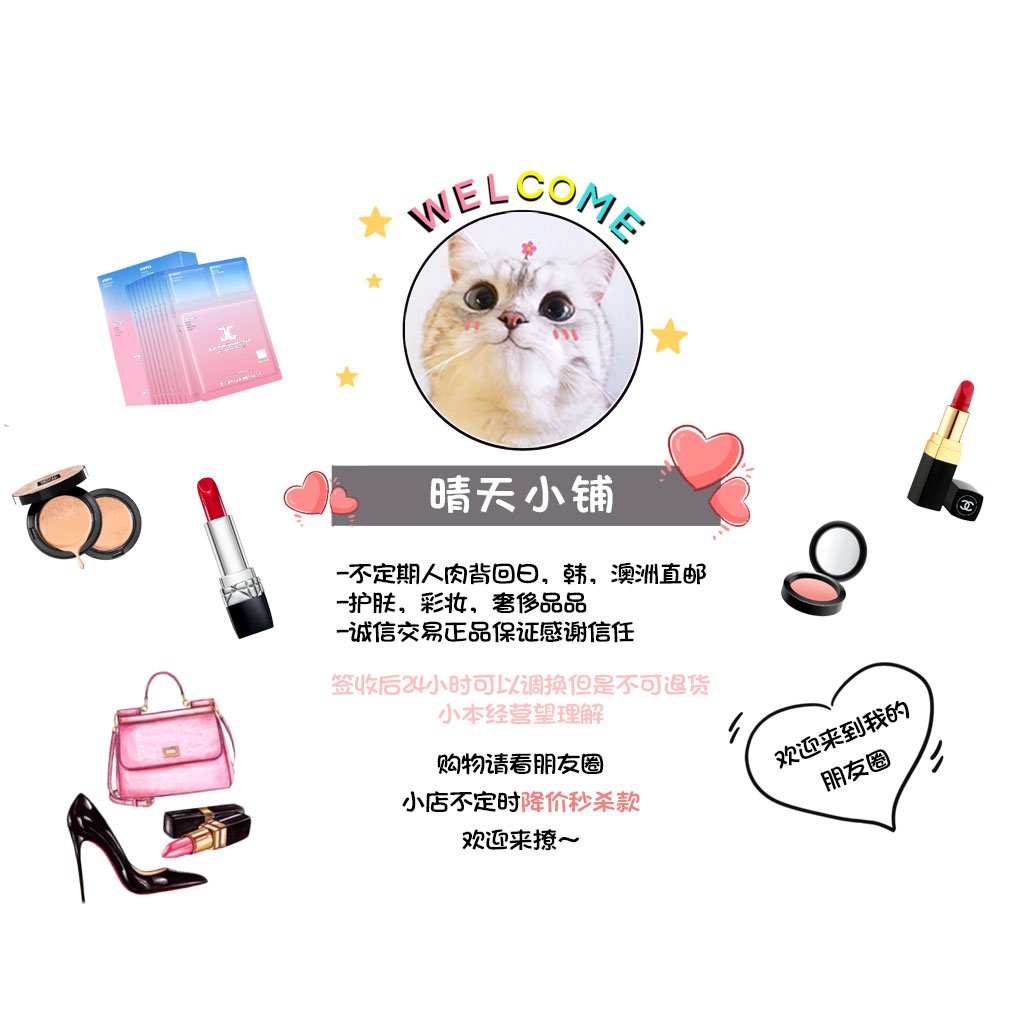 WELCOME
晴天小铺
-不定期人肉背回日，韩，澳洲直邮
-护肤，彩妆，奢侈品品
-诚信交易正品保证感谢信任
签收后24小时可以调换但是不可退货
小本经营望理解
购物请看朋友圈
小店不定时降价秒杀款
欢迎来撩～
欢迎来到我的
朋友圈